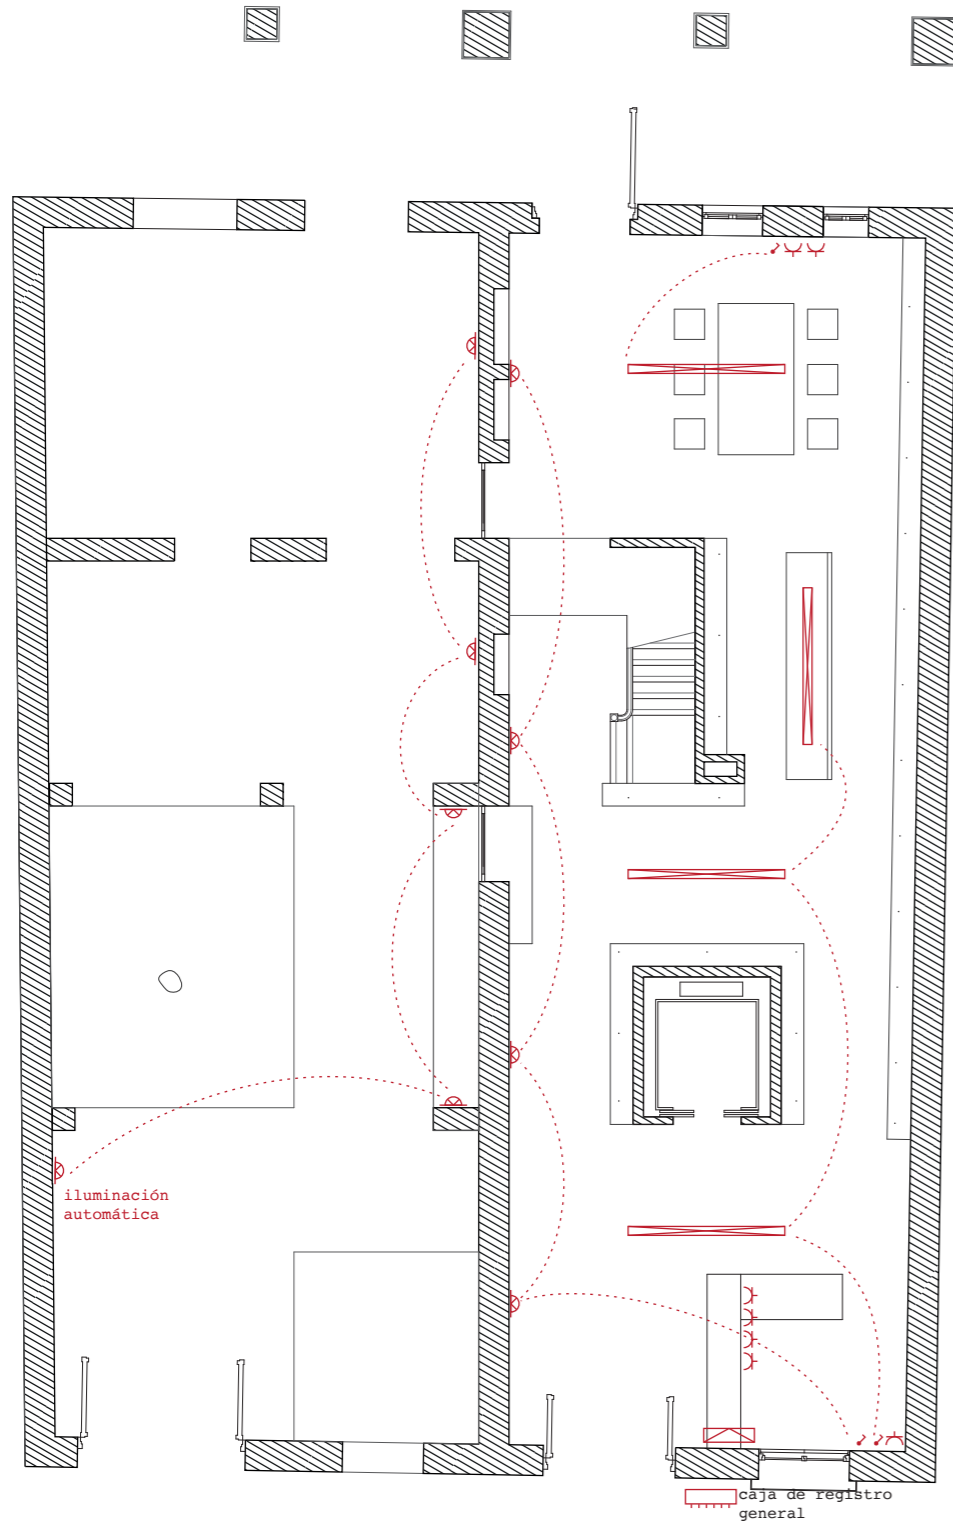 iluminación
automática
caja de registro
general